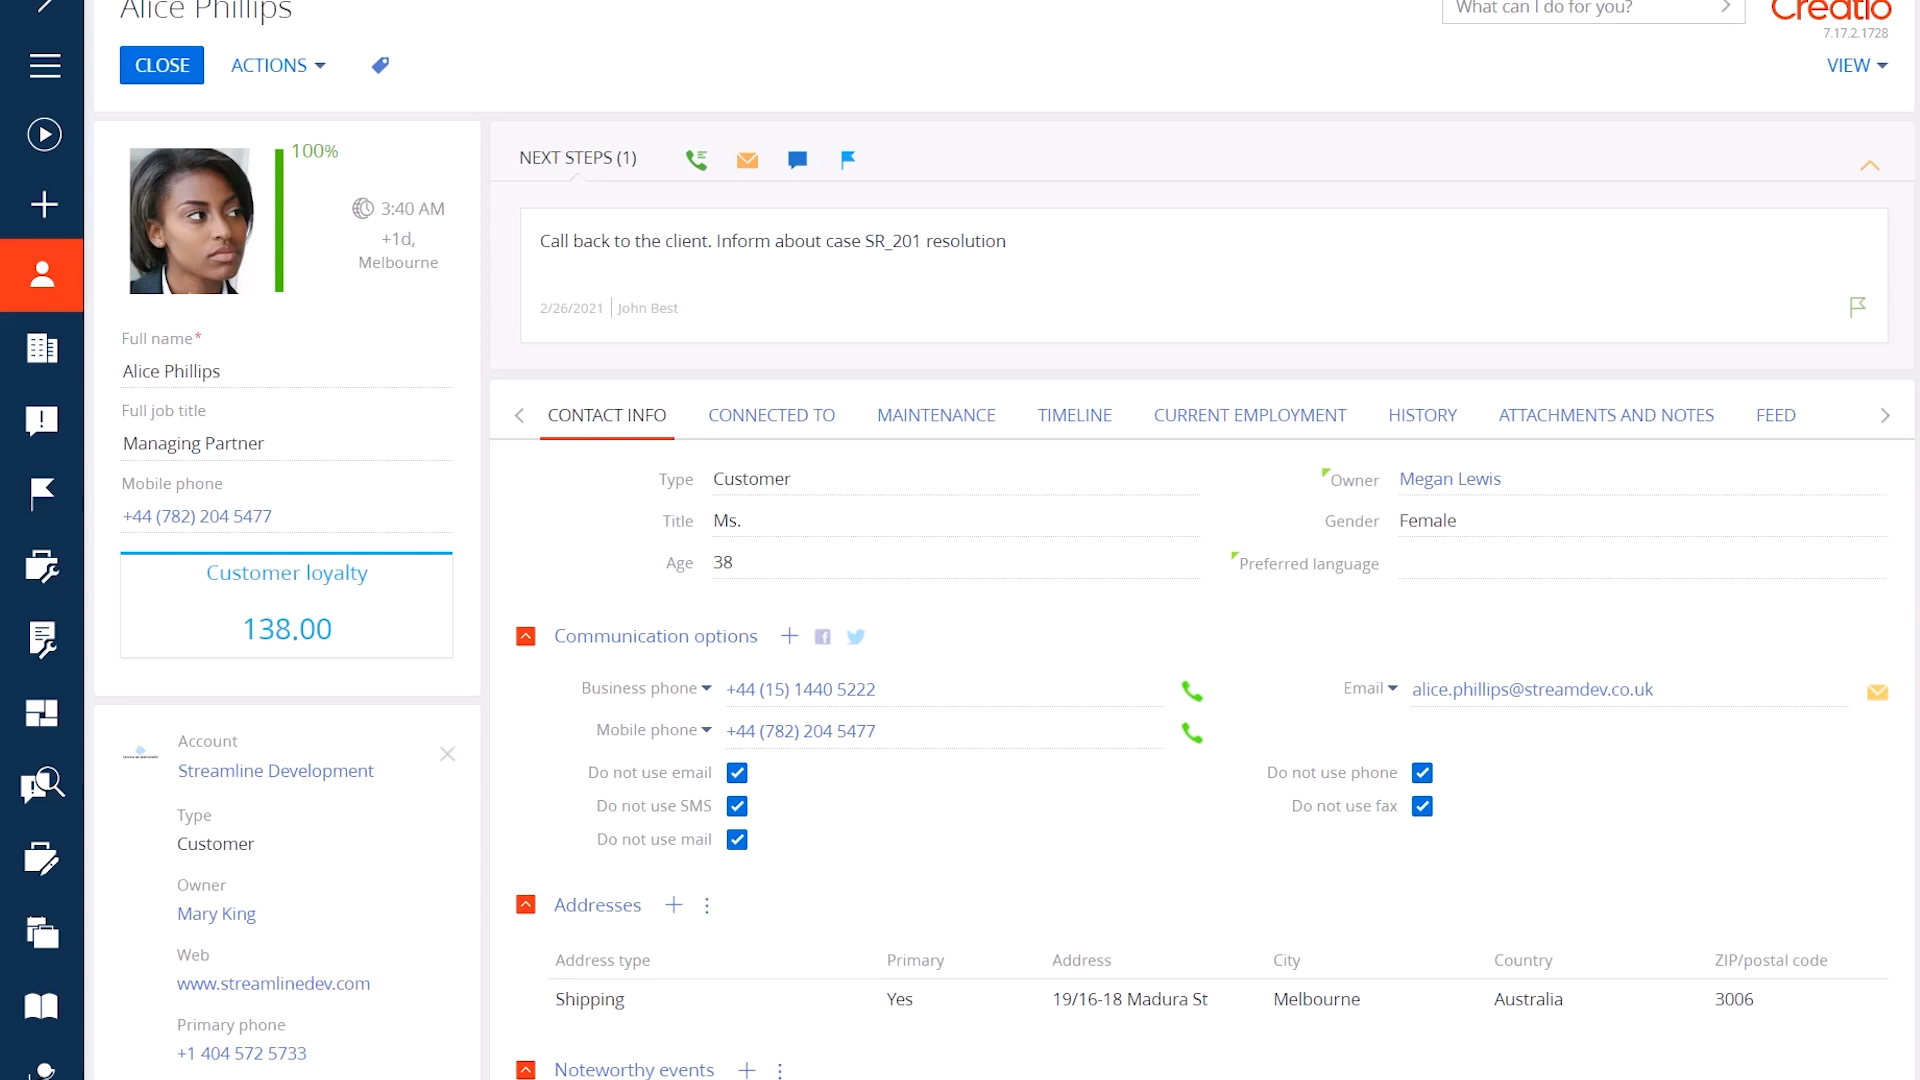 Alice Phillips
What can I do for you?
Creatio
7.17.2.1728
CLOSE
ACTIONS
VIEW
100%
3:40 AM
+1d,
Melbourne
Full name*
Alice Phillips
Full job title
Managing Partner
Mobile phone
+44 (782) 204 5477
Customer loyalty
138.00
Account
Streamline Development
Type
Customer
Owner
Mary King
Web
www.streamlinedev.com
Primary phone
+1 404 572 5733
NEXT STEPS (1)
Call back to the client. Inform about case SR_201 resolution
2/26/2021 John Best
CONTACT INFO CONNECTED TO MAINTENANCE TIMELINE CURRENT EMPLOYMENT HISTORY ATTACHMENTS AND NOTES FEED
Type Customer Owner Megan Lewis
Title Ms. Gender Female
Age 38 Preferred language
Communication options
Business phone +44 (15) 1440 5222 Email alice.phillips@streamdev.co.uk
Mobile phone +44 (782) 204 5477
Do not use email Do not use phone
Do not use SMS Do not use fax
Do not use mail
Addresses
Address type Primary Address City Country ZIP/postal code
Shipping Yes 19/16-18 Madura St Melbourne Australia 3006
Noteworthy events